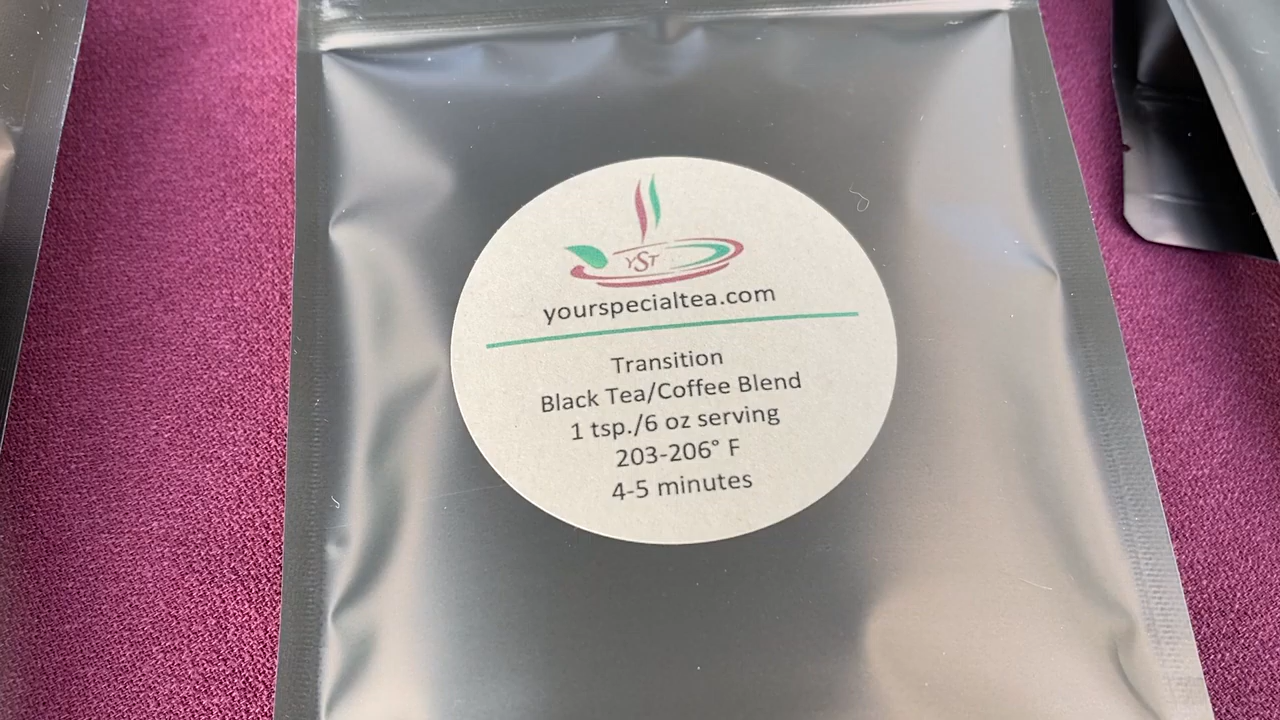 YST
yourspecialtea.com
Transition
Black Tea/Coffee Blend
1 tsp./6 oz serving
203-206° F
4-5 minutes